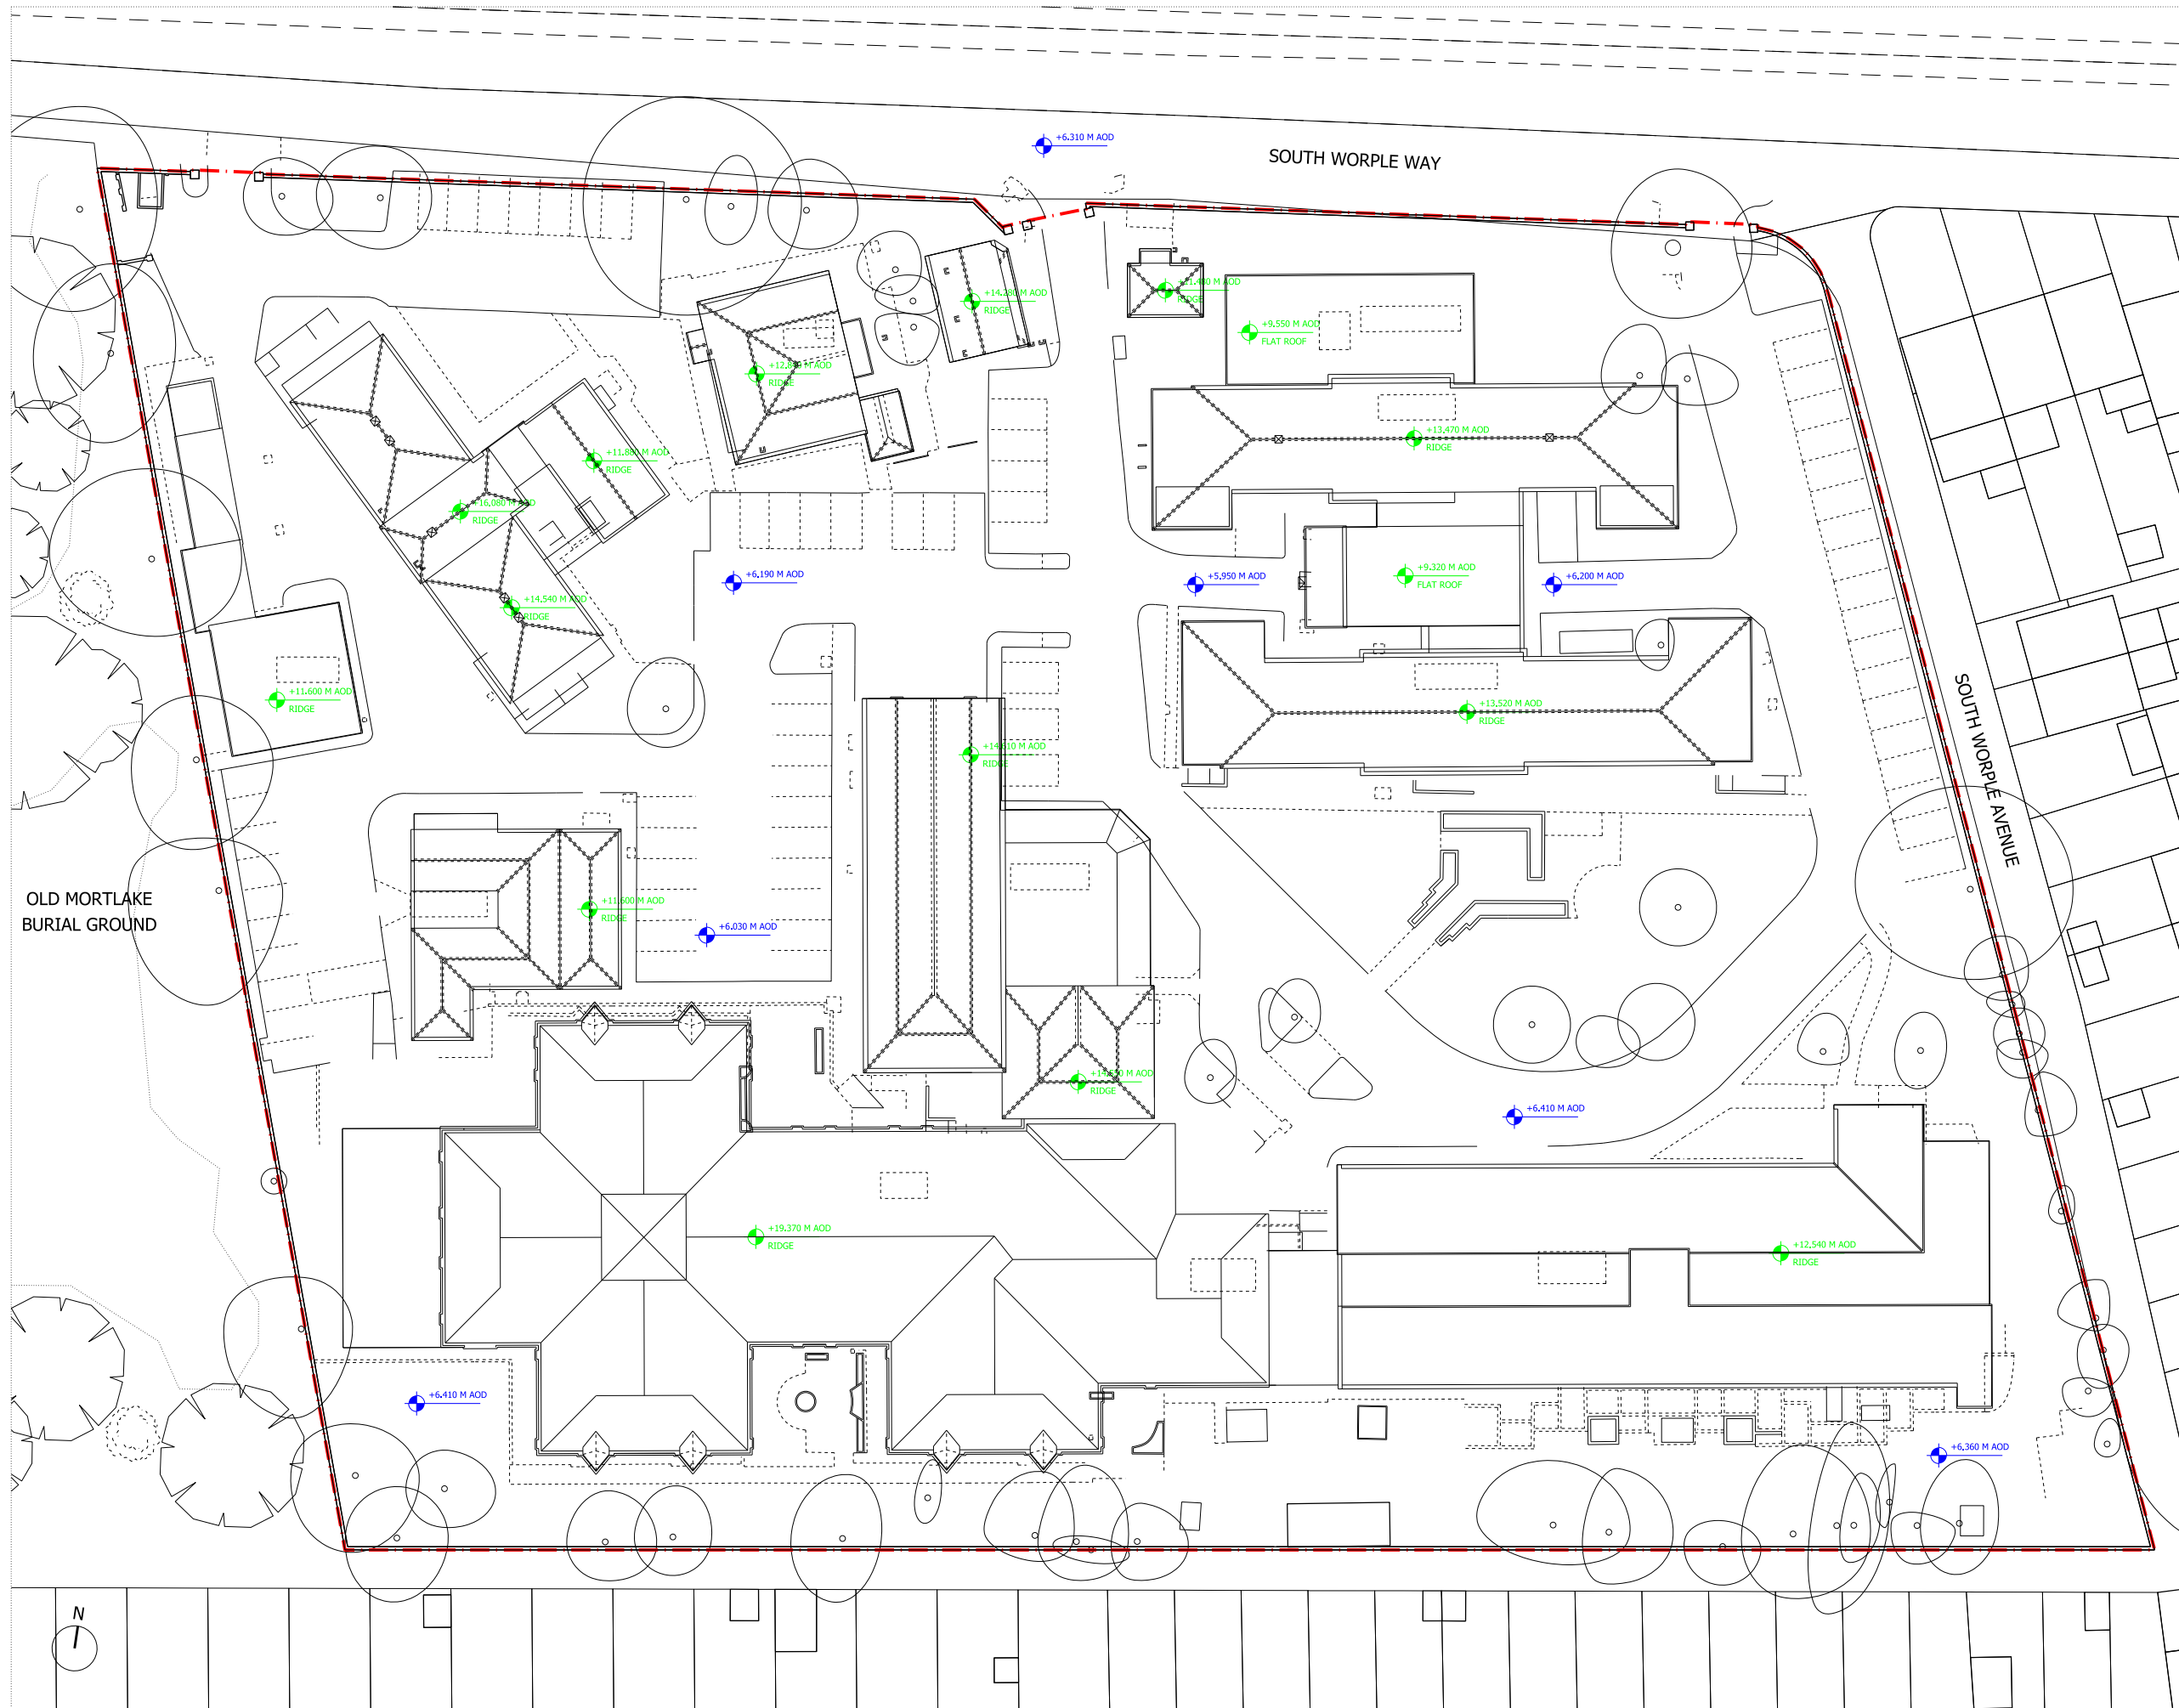 +6.310 M AOD
SOUTH WORPLE WAY
+14.280 M AOD
RIDGE
RIDGE
+9.550 M AOD
FLAT ROOF
RIDGE
+13.470 M AOD
RIDGE
+11.880 M AOD
RIDGE
+16.080 M AOD
RIDGE
+6.190 M AOD
+5.950 M AOD
+9.320 M AOD
FLAT ROOF
+6.200 M AOD
+14.540 M AOD
RIDGE
+11.600 M AOD
RIDGE
+13.520 M AOD
RIDGE
RIDGE
SOUTH WORPLE AVENUE
OLD MORTLAKE
BURIAL GROUND
+11.600 M AOD
RIDGE
+6.030 M AOD
RIDGE
+6.410 M AOD
+19.370 M AOD
RIDGE
+12.540 M AOD
RIDGE
+6.410 M AOD
+6.360 M AOD
N